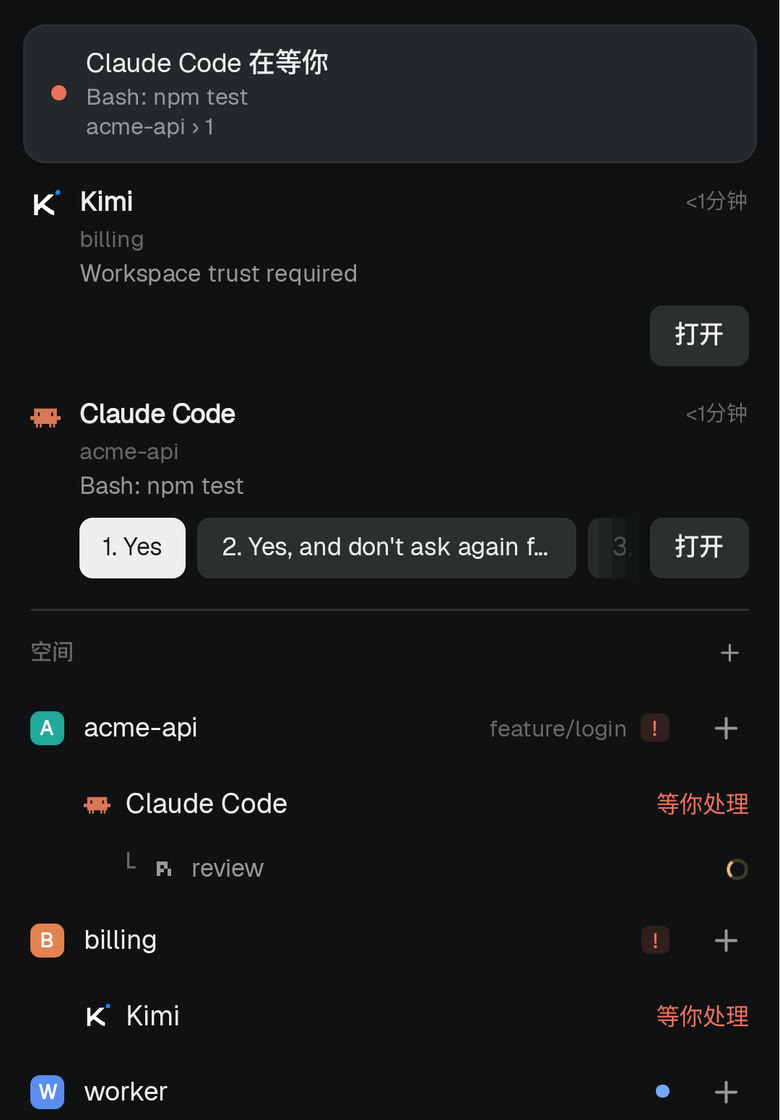 Claude Code 在等你
Bash: npm test
acme-api › 1
Kimi <1分钟
billing
Workspace trust required
打开
Claude Code <1分钟
acme-api
Bash: npm test
1. Yes 2. Yes, and don't ask again f... 3. 打开
空间 +
A acme-api feature/login ! +
Claude Code 等你处理
└ review
B billing ! +
Kimi 等你处理
W worker +